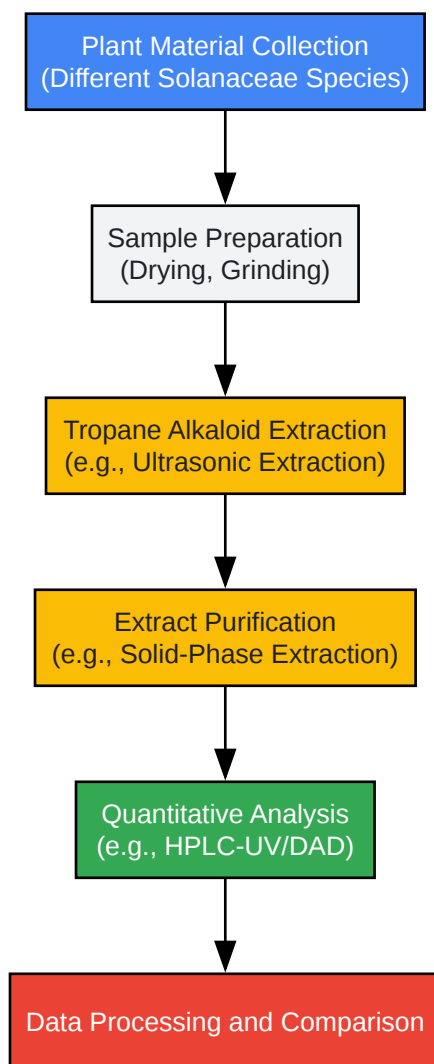 Plant Material Collection
(Different Solanaceae Species)
Sample Preparation
(Drying, Grinding)
Tropane Alkaloid Extraction
(e.g., Ultrasonic Extraction)
Extract Purification
(e.g., Solid-Phase Extraction)
Quantitative Analysis
(e.g., HPLC-UV/DAD)
Data Processing and Comparison